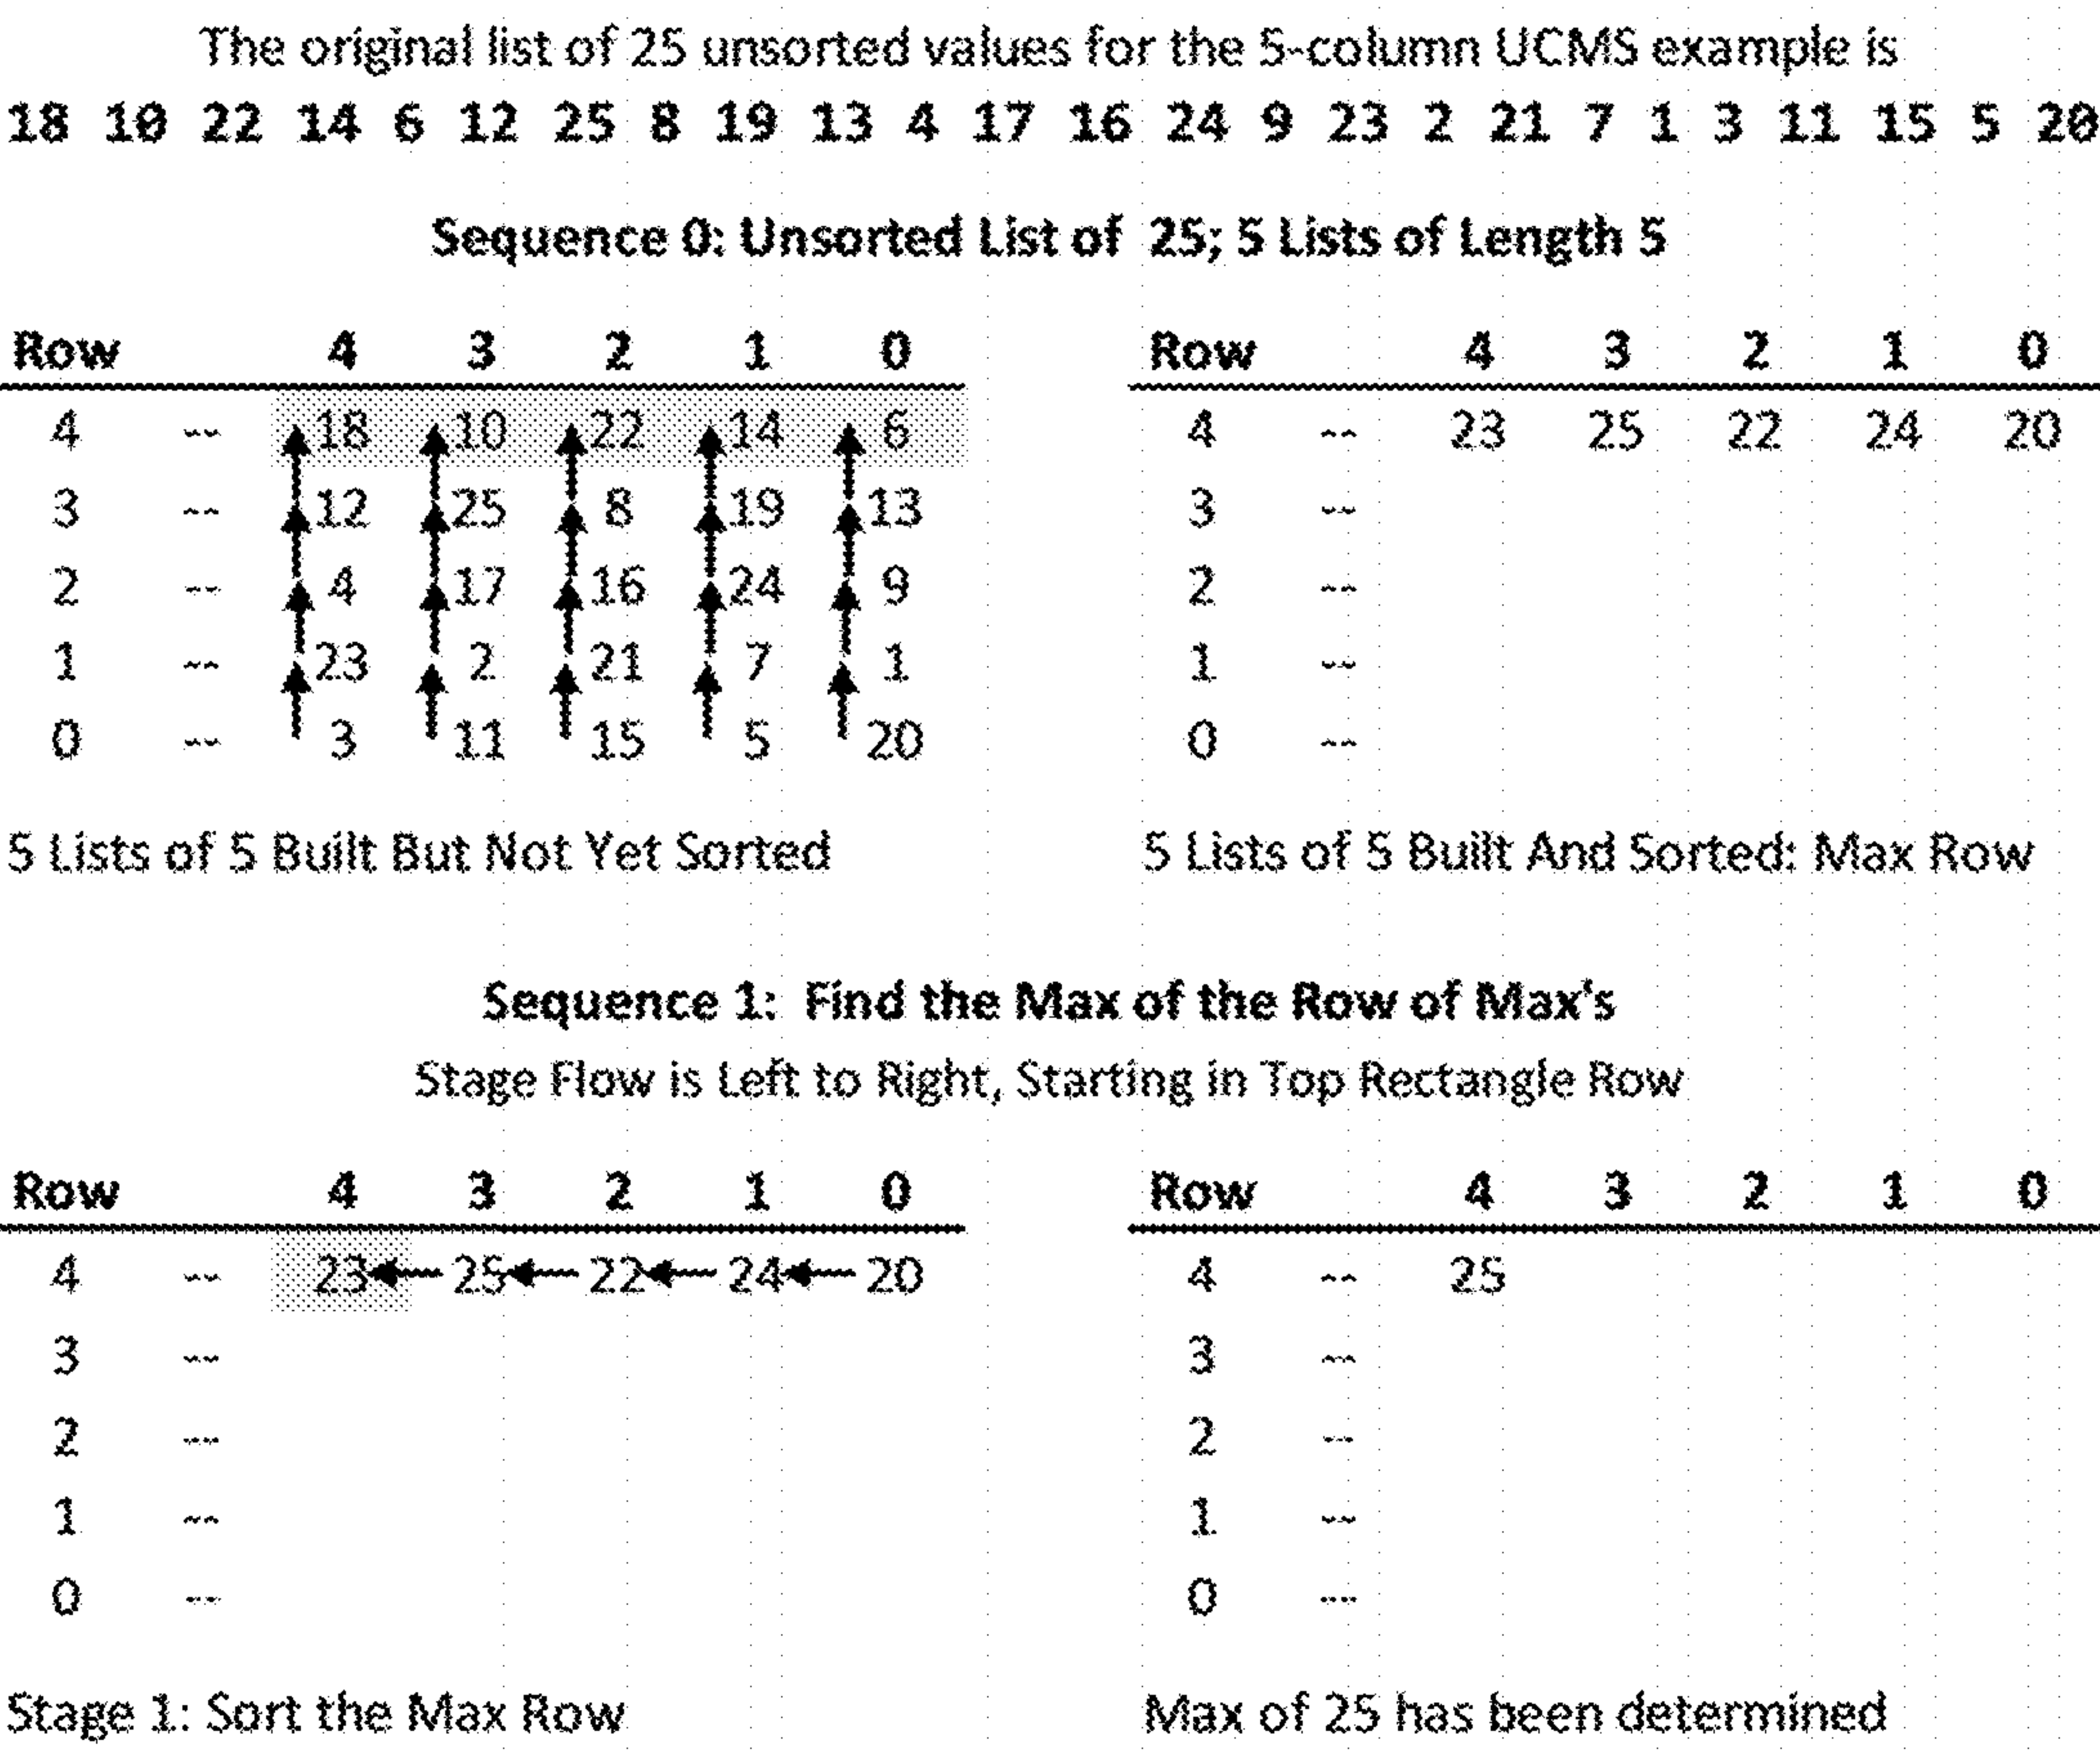 The original list of 25 unsorted values for the 5-column UCMS example is
18 10 22 14 6 12 25 8 19 13 4 17 16 24 9 23 2 21 7 1 3 11 15 5 20
Sequence 0: Unsorted List of 25; 5 Lists of Length 5
Row 4 3 2 1 0
4 -- 18 10 22 14 6
3 -- 12 25 8 19 13
2 -- 4 17 16 24 9
1 -- 23 2 21 7 1
0 -- 3 11 15 5 20
5 Lists of 5 Built But Not Yet Sorted
Row 4 3 2 1 0
4 -- 23 25 22 24 20
3 --
2 --
1 --
0 --
5 Lists of 5 Built And Sorted: Max Row
Sequence 1: Find the Max of the Row of Max's
Stage Flow is Left to Right, Starting in Top Rectangle Row
Row 4 3 2 1 0
4 -- 23 25 22 24 20
3 --
2 --
1 --
0 --
Stage 1: Sort the Max Row
Row 4 3 2 1 0
4 -- 25
3 --
2 --
1 --
0 --
Max of 25 has been determined